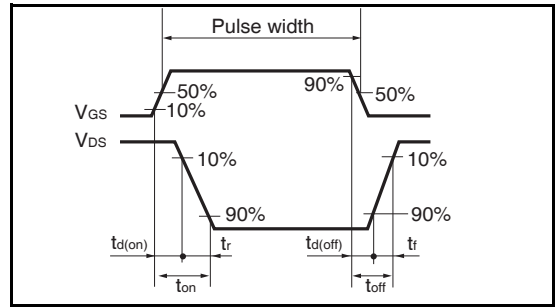 Pulse width
90%
50%
50%
10%
VGS
VDS
10%
10%
90%
90%
td(on)
tr
td(off)
tf
ton
toff